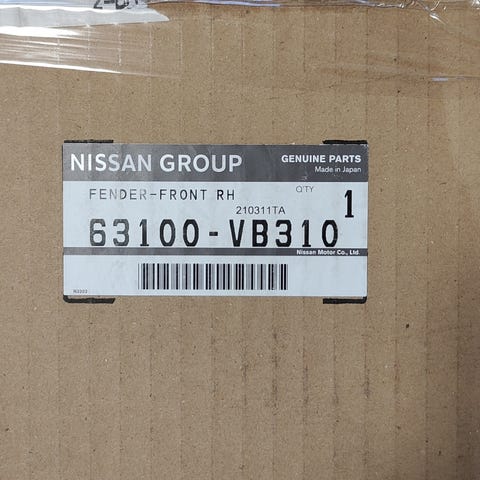 NISSAN GROUP
GENUINE PARTS
Made in Japan
FENDER-FRONT RH
Q'TY
1
210311TA
63100-VB310
Nissan Motor Co., Ltd.